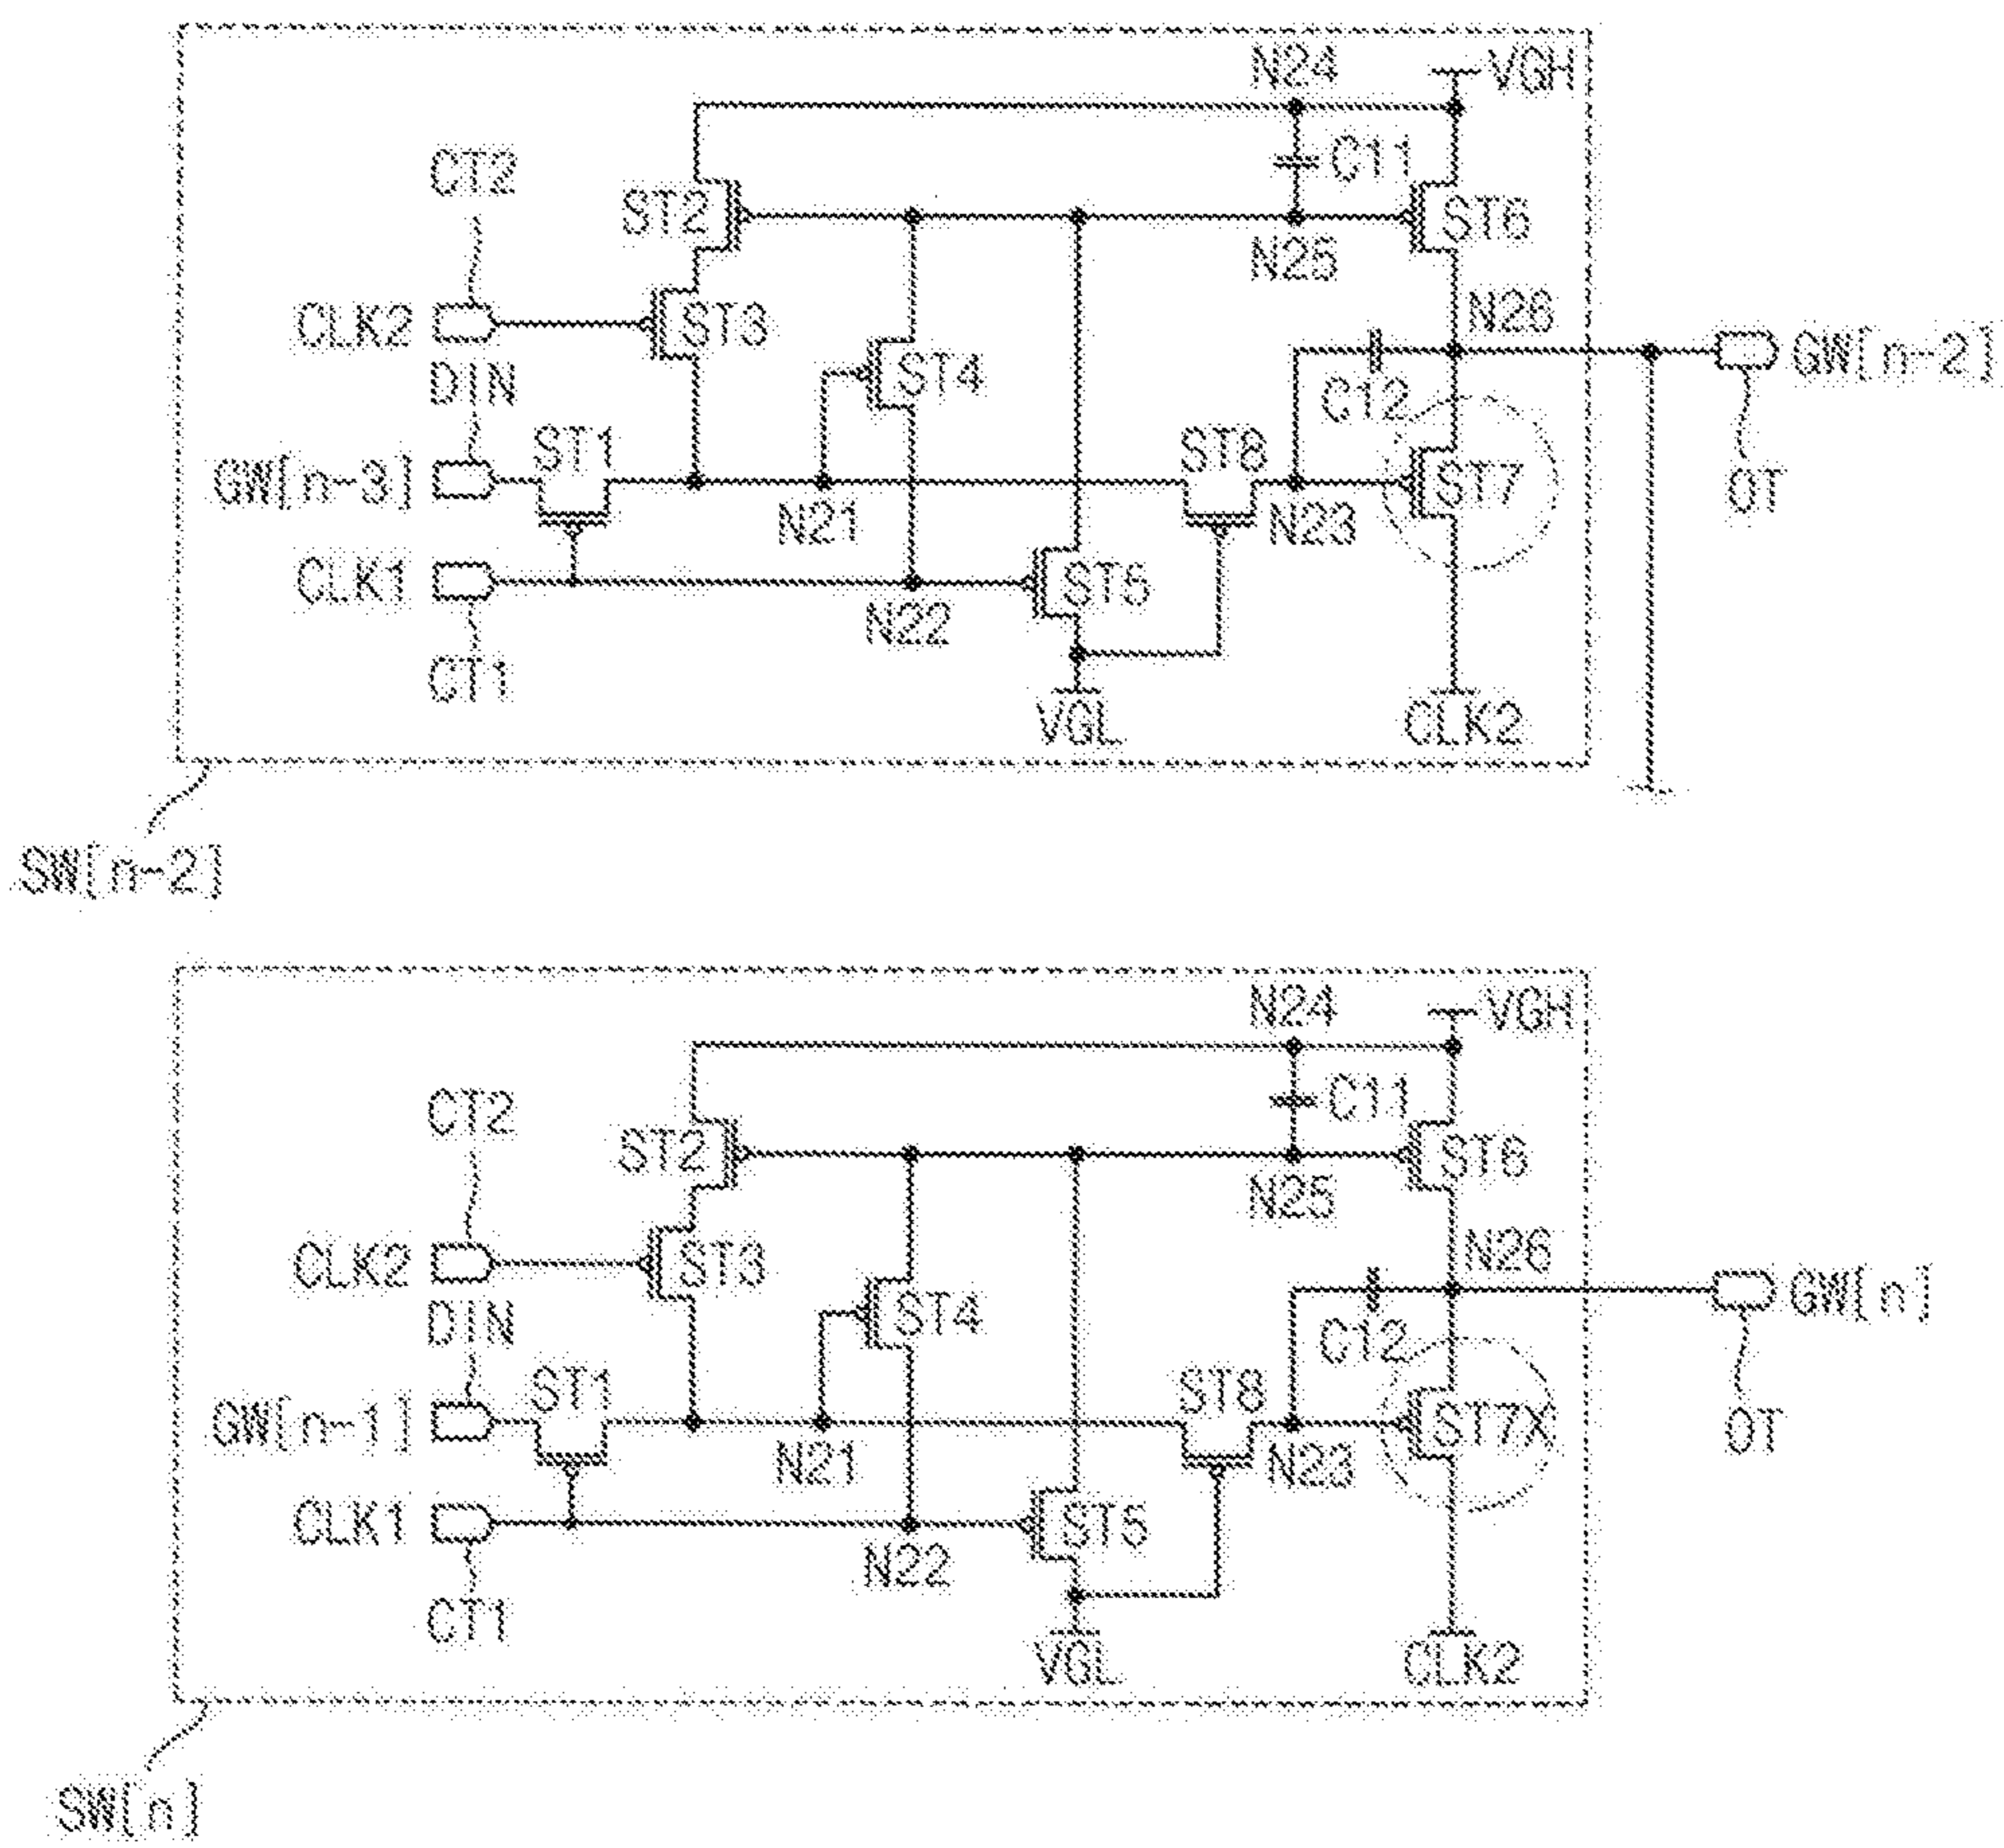 N24
VGH
CT2
C11
ST2
ST6
N25
CLK2
ST3
N26
GW[n-2]
DIN
ST4
C12
ST1
ST8
GW[n-3]
ST7
OT
N21
N23
CLK1
ST5
N22
CT1
VGL
CLK2
SW[n-2]
N24
VGH
CT2
C11
ST2
ST6
N25
CLK2
ST3
N26
GW[n]
DIN
ST4
C12
ST1
ST8
GW[n-1]
ST7X
OT
N21
N23
CLK1
ST5
N22
CT1
VGL
CLK2
SW[n]